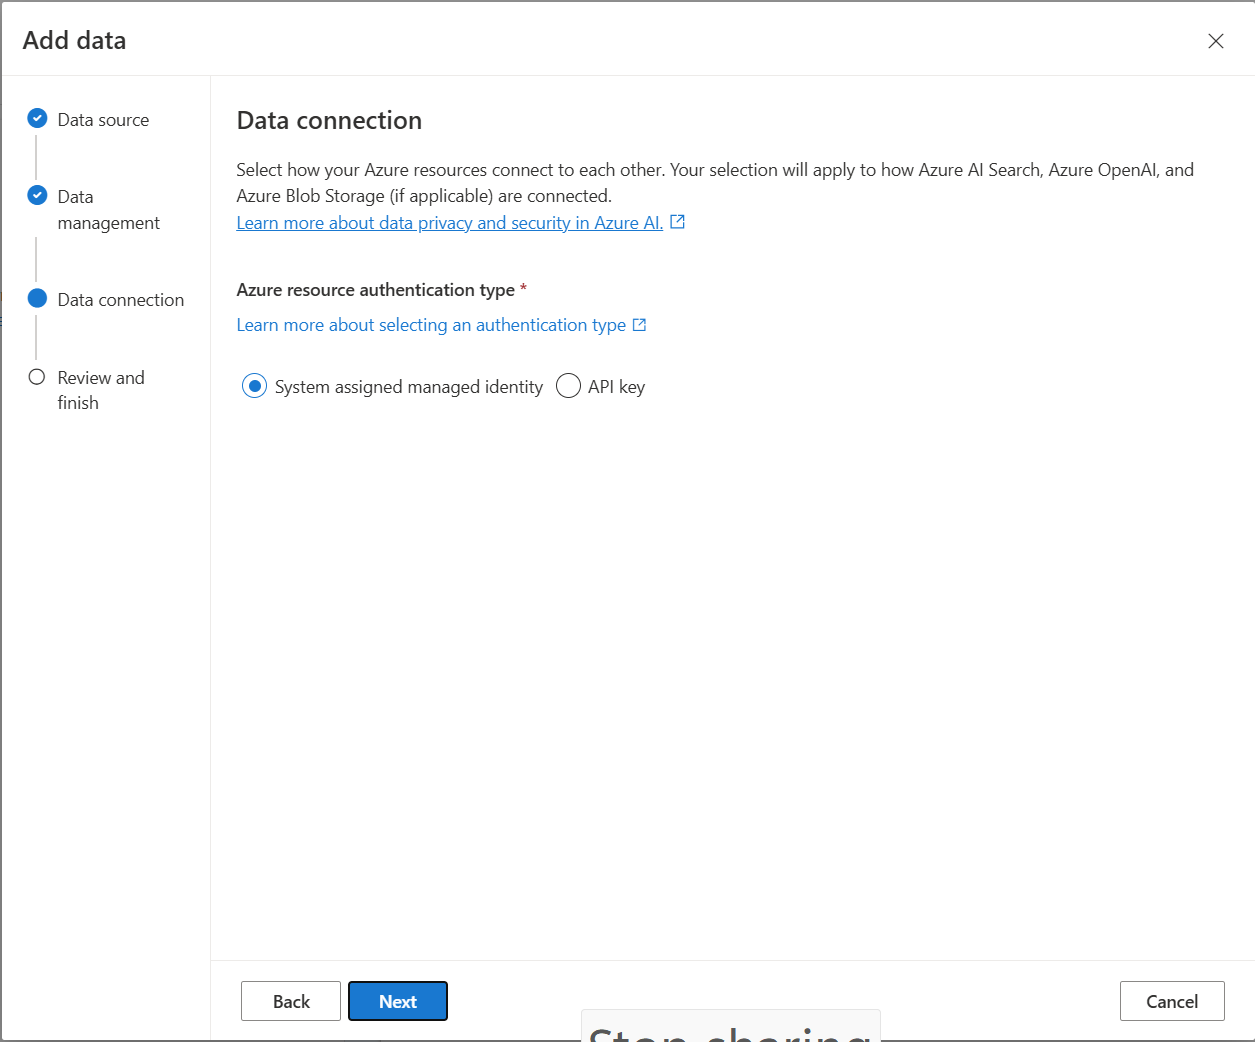 Add data
Data source
Data
management
Data connection
Review and
finish
Data connection
Select how your Azure resources connect to each other. Your selection will apply to how Azure AI Search, Azure OpenAI, and
Azure Blob Storage (if applicable) are connected.
Learn more about data privacy and security in Azure AI.
Azure resource authentication type *
Learn more about selecting an authentication type
System assigned managed identity
API key
Back
Next
Cancel
Stop sharing